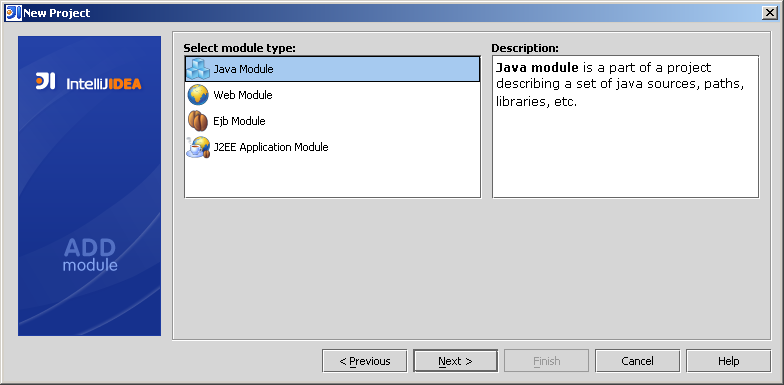 New Project
IntelliJIDEA
ADD
module
Select module type:
Java Module
Web Module
Ejb Module
J2EE Application Module
Description:
Java module is a part of a project
describing a set of java sources, paths,
libraries, etc.
< Previous
Next >
Finish
Cancel
Help